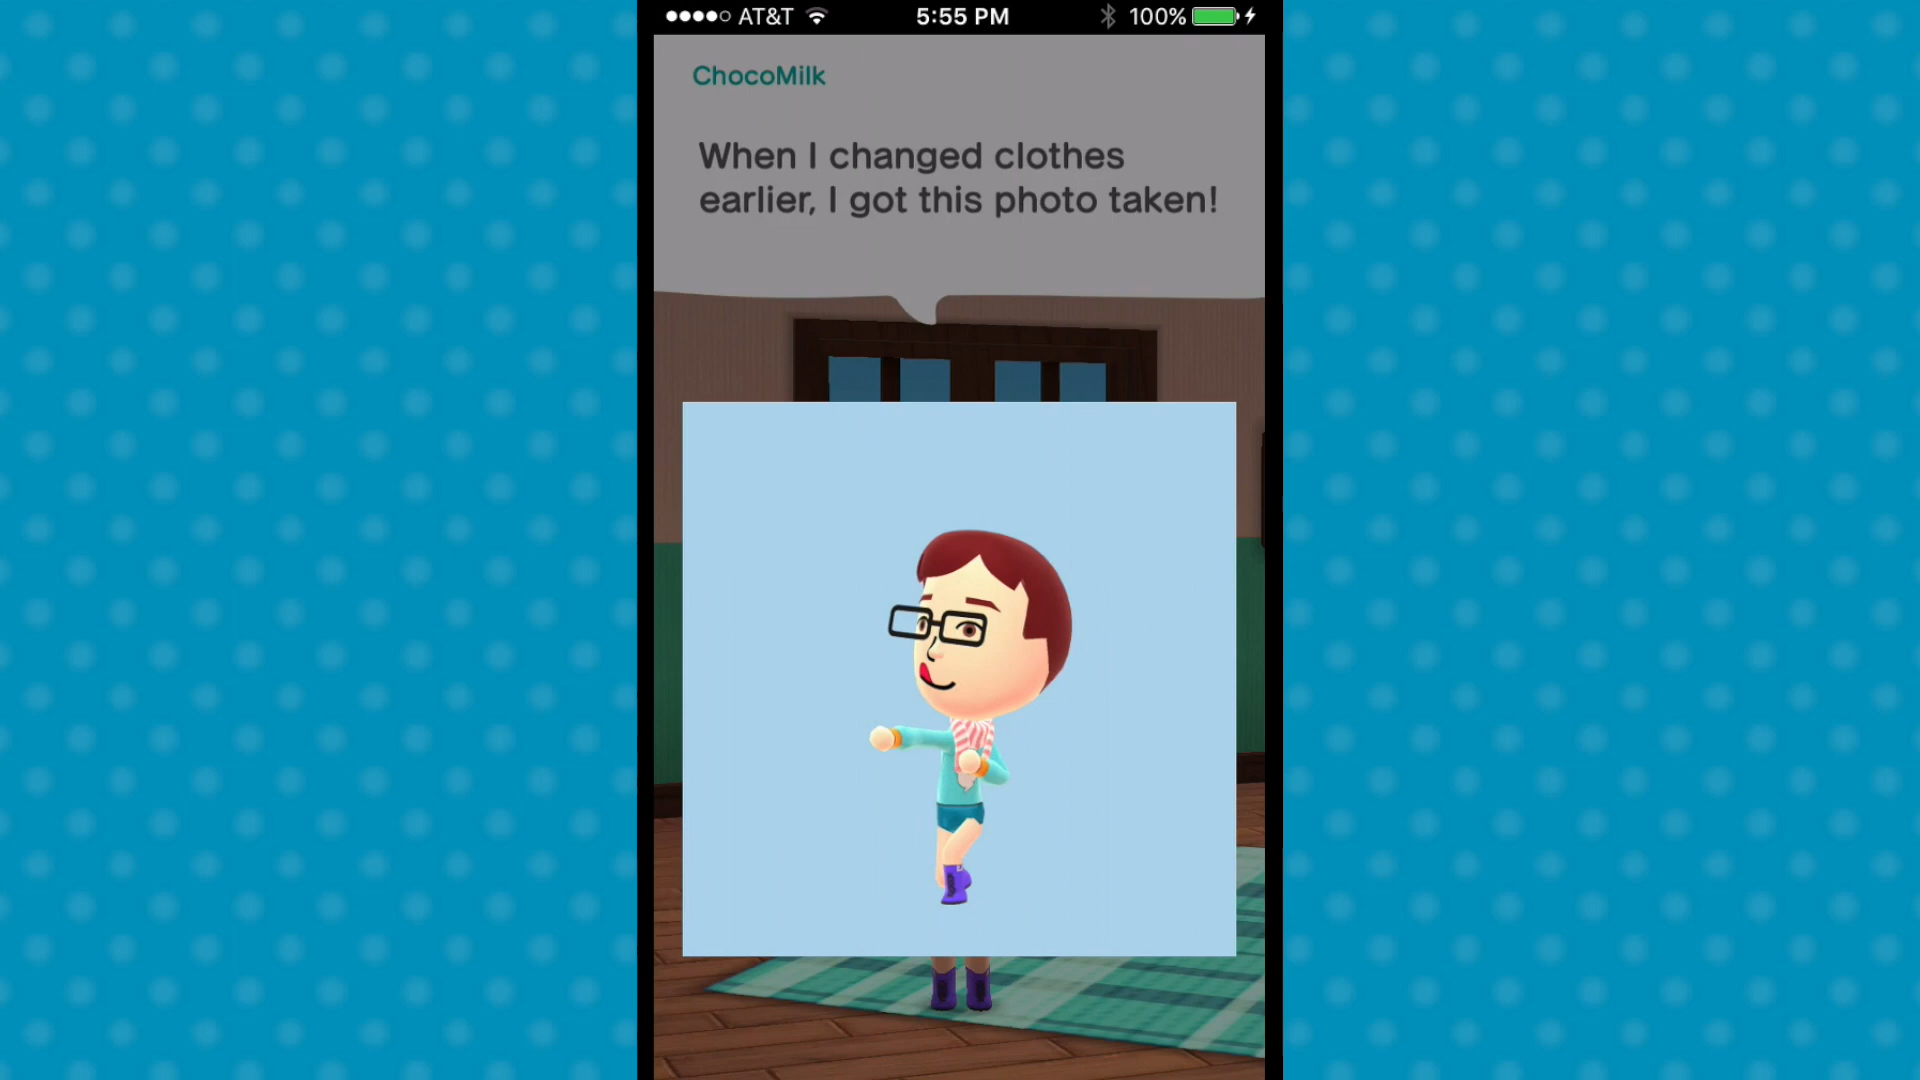 AT&T 5:55 PM 100%
ChocoMilk
When I changed clothes
earlier, I got this photo taken!